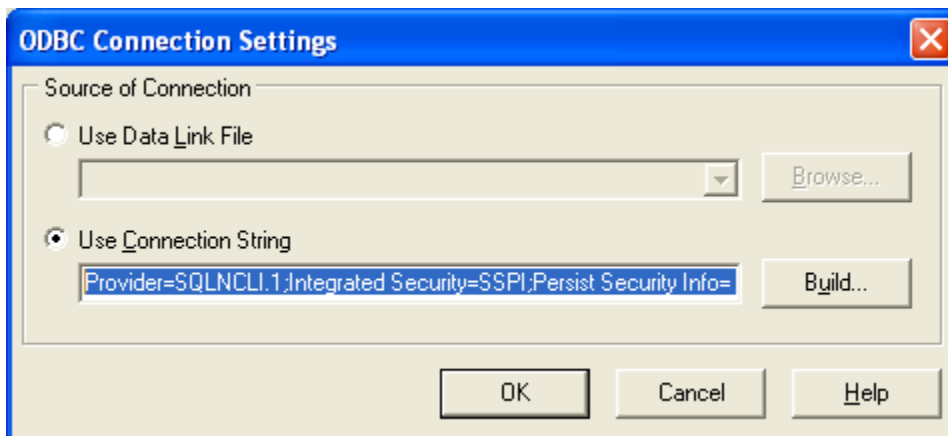 ODBC Connection Settings
Source of Connection
Use Data Link File
Browse...
Use Connection String
Provider=SQLNCLI.1;Integrated Security=SSPI;Persist Security Info=
Build...
OK Cancel Help